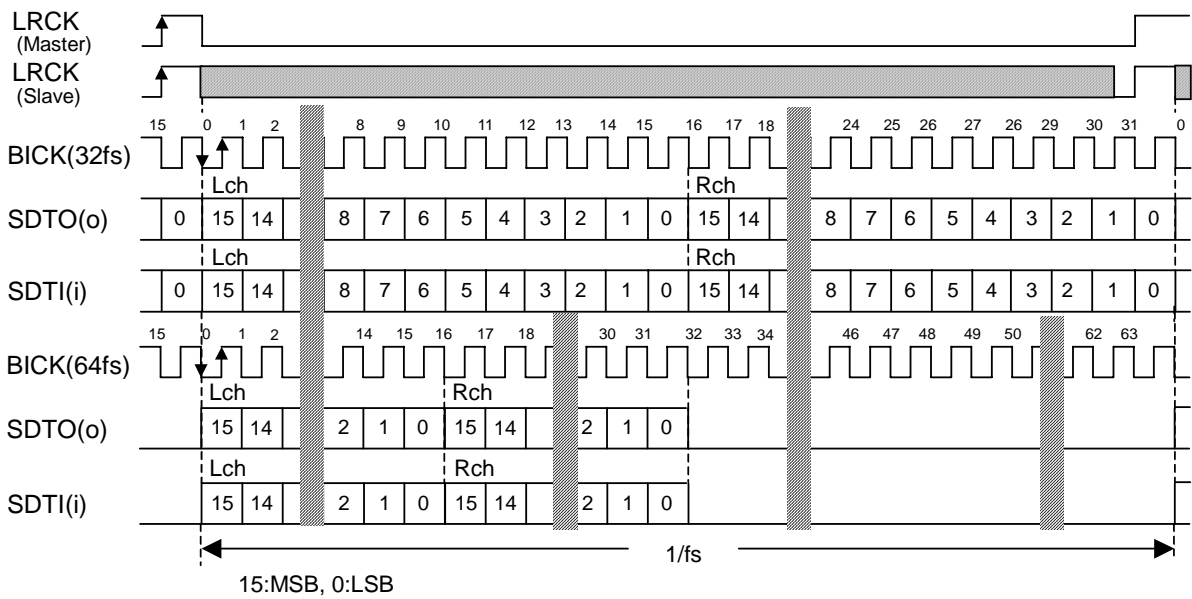 LRCK
(Master)
LRCK
(Slave)
15 0 1 2 8 9 10 11 12 13 14 15 16 17 18 24 25 26 27 26 29 30 31 0
BICK(32fs)
Lch Rch
SDTO(o) 0 15 14 8 7 6 5 4 3 2 1 0 15 14 8 7 6 5 4 3 2 1 0
Lch Rch
SDTI(i) 0 15 14 8 7 6 5 4 3 2 1 0 15 14 8 7 6 5 4 3 2 1 0
15 0 1 2 14 15 16 17 18 30 31 32 33 34 46 47 48 49 50 62 63
BICK(64fs)
Lch Rch
SDTO(o) 15 14 2 1 0 15 14 2 1 0
Lch Rch
SDTI(i) 15 14 2 1 0 15 14 2 1 0
1/fs
15:MSB, 0:LSB